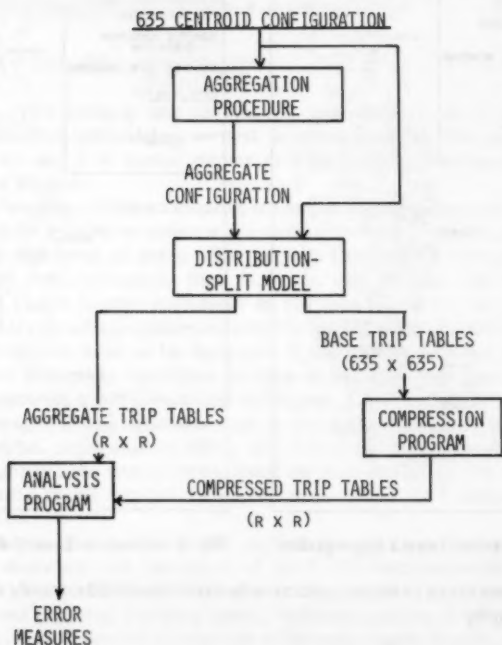 635 CENTROID CONFIGURATION
AGGREGATION
PROCEDURE
AGGREGATE
CONFIGURATION
DISTRIBUTION-
SPLIT MODEL
BASE TRIP TABLES
(635 x 635)
AGGREGATE TRIP TABLES
(R X R)
COMPRESSION
PROGRAM
ANALYSIS
PROGRAM
COMPRESSED TRIP TABLES
(R X R)
ERROR
MEASURES